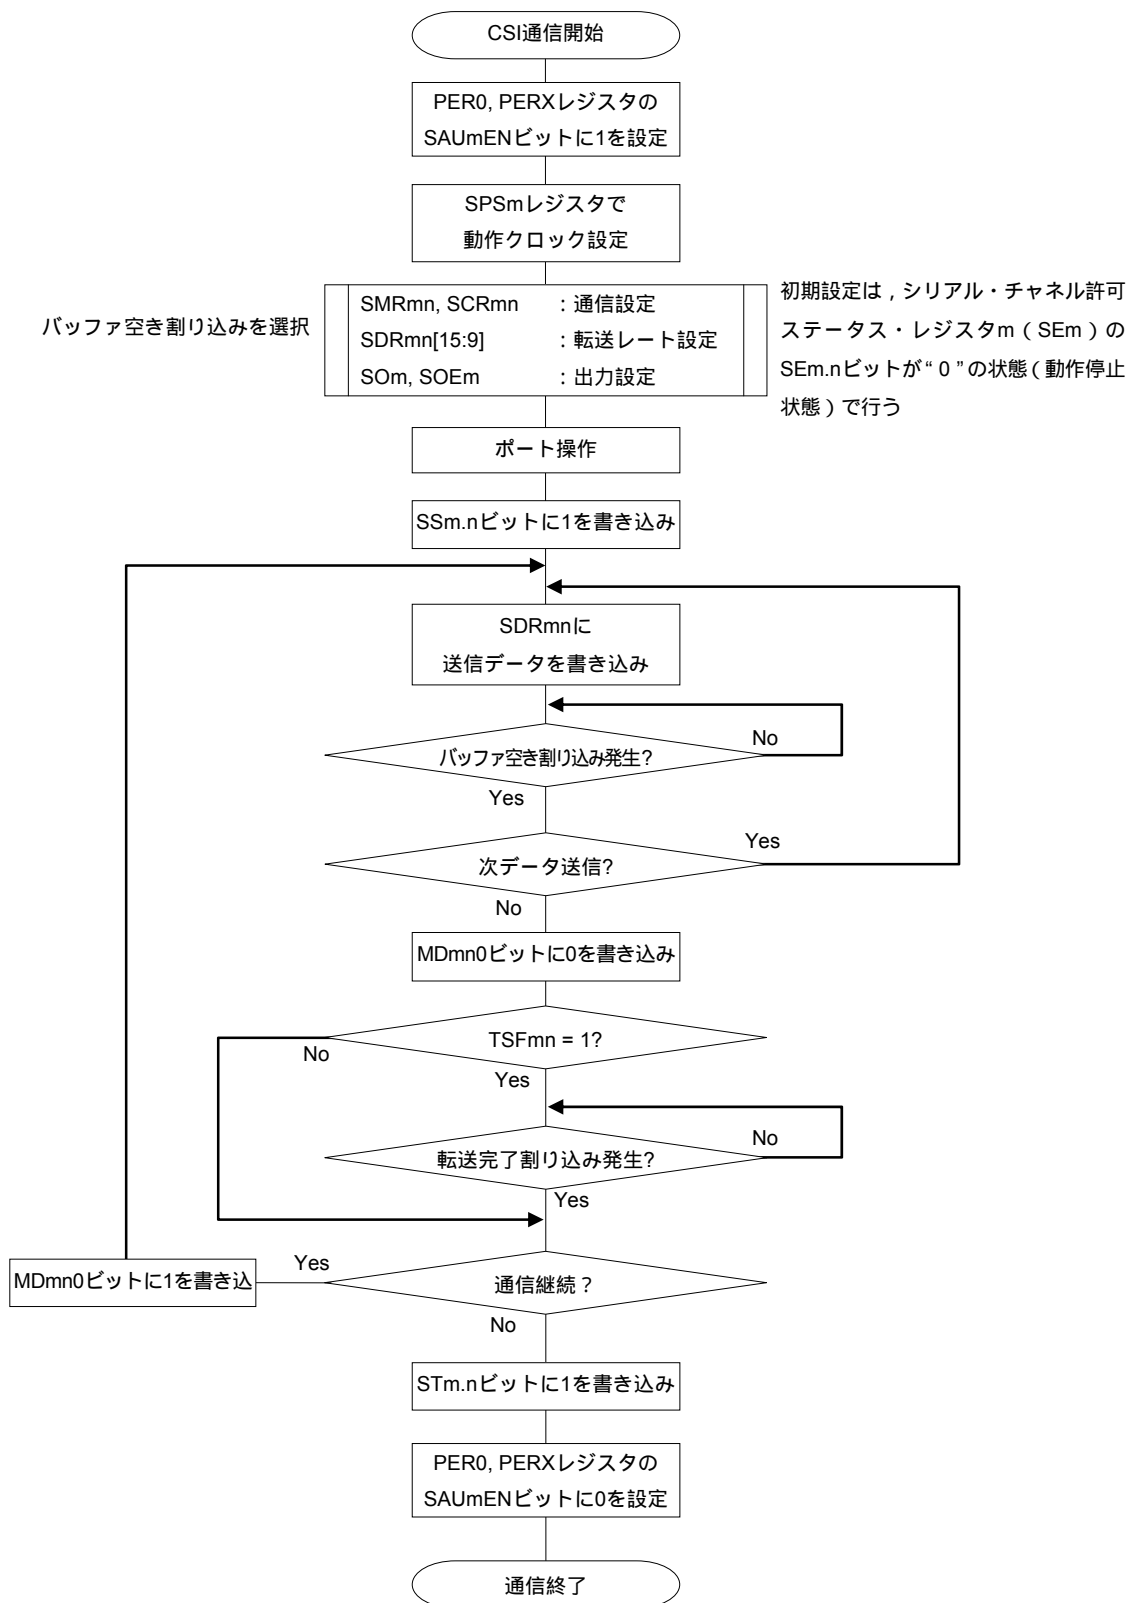 CSI通信開始
PER0, PERXレジスタの
SAUmENビットに1を設定
SPSmレジスタで
動作クロック設定
バッファ空き割り込みを選択
SMRmn, SCRmn ：通信設定
SDRmn[15:9] ：転送レート設定
SOm, SOEm ：出力設定
初期設定は，シリアル・チャネル許可
ステータス・レジスタm（SEm）の
SEm.nビットが“0”の状態（動作停止
状態）で行う
ポート操作
SSm.nビットに1を書き込み
SDRmnに
送信データを書き込み
No
バッファ空き割り込み発生?
Yes
Yes
次データ送信?
No
MDmn0ビットに0を書き込み
TSFmn = 1?
No
Yes
No
転送完了割り込み発生?
Yes
Yes
MDmn0ビットに1を書き込
通信継続？
No
STm.nビットに1を書き込み
PER0, PERXレジスタの
SAUmENビットに0を設定
通信終了